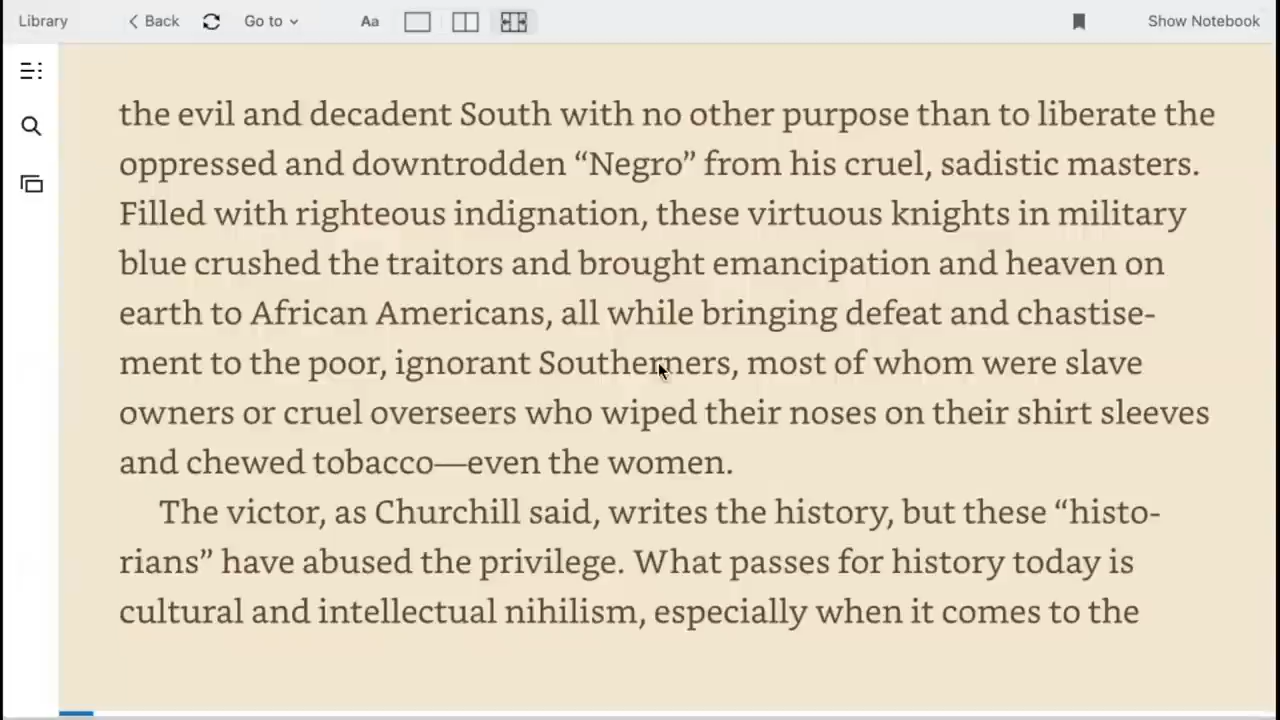 Library
Back
Go to
Aa
Show Notebook
the evil and decadent South with no other purpose than to liberate the
oppressed and downtrodden “Negro” from his cruel, sadistic masters.
Filled with righteous indignation, these virtuous knights in military
blue crushed the traitors and brought emancipation and heaven on
earth to African Americans, all while bringing defeat and chastise-
ment to the poor, ignorant Southerners, most of whom were slave
owners or cruel overseers who wiped their noses on their shirt sleeves
and chewed tobacco—even the women.
The victor, as Churchill said, writes the history, but these “histo-
rians” have abused the privilege. What passes for history today is
cultural and intellectual nihilism, especially when it comes to the